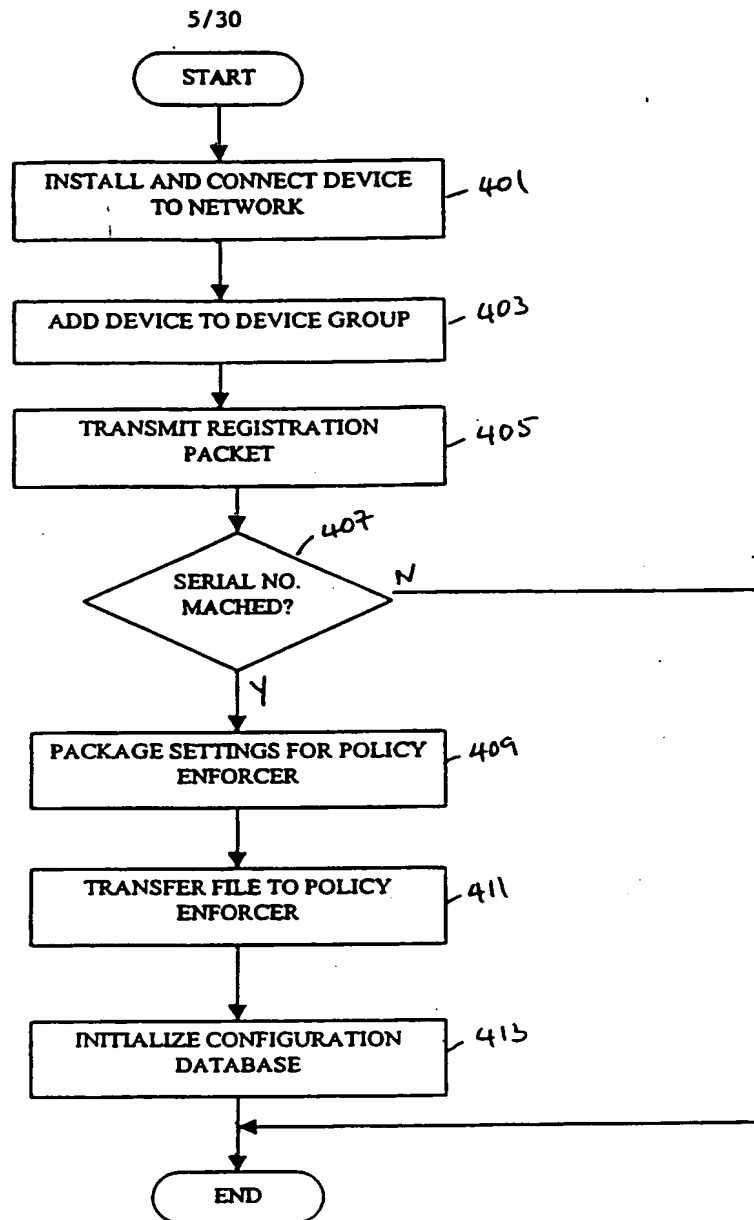 5/30
START
INSTALL AND CONNECT DEVICE
TO NETWORK
401
ADD DEVICE TO DEVICE GROUP
403
TRANSMIT REGISTRATION
PACKET
405
407
SERIAL NO.
MACHED?
N
Y
PACKAGE SETTINGS FOR POLICY
ENFORCER
409
TRANSFER FILE TO POLICY
ENFORCER
411
INITIALIZE CONFIGURATION
DATABASE
413
END